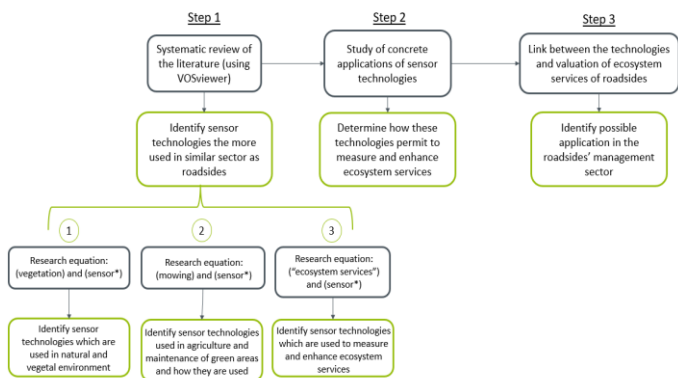 Step 1
Step 2
Step 3
Systematic review of
the literature (using
VOSviewer)
Study of concrete
applications of sensor
technologies
Link between the technologies
and valuation of ecosystem
services of roadsides
Identify sensor
technologies the more
used in similar sector as
roadsides
Determine how these
technologies permit to
measure and enhance
ecosystem services
Identify possible
application in the
roadsides' management
sector
1
2
3
Research equation:
(vegetation) and (sensor*)
Research equation:
(mowing) and (sensor*)
Research equation:
("ecosystem services")
and (sensor*)
Identify sensor
technologies which are
used in natural and
vegetal environment
Identify sensor technologies
used in agriculture and
maintenance of green areas
and how they are used
Identify sensor technologies
which are used to measure
and enhance ecosystem
services